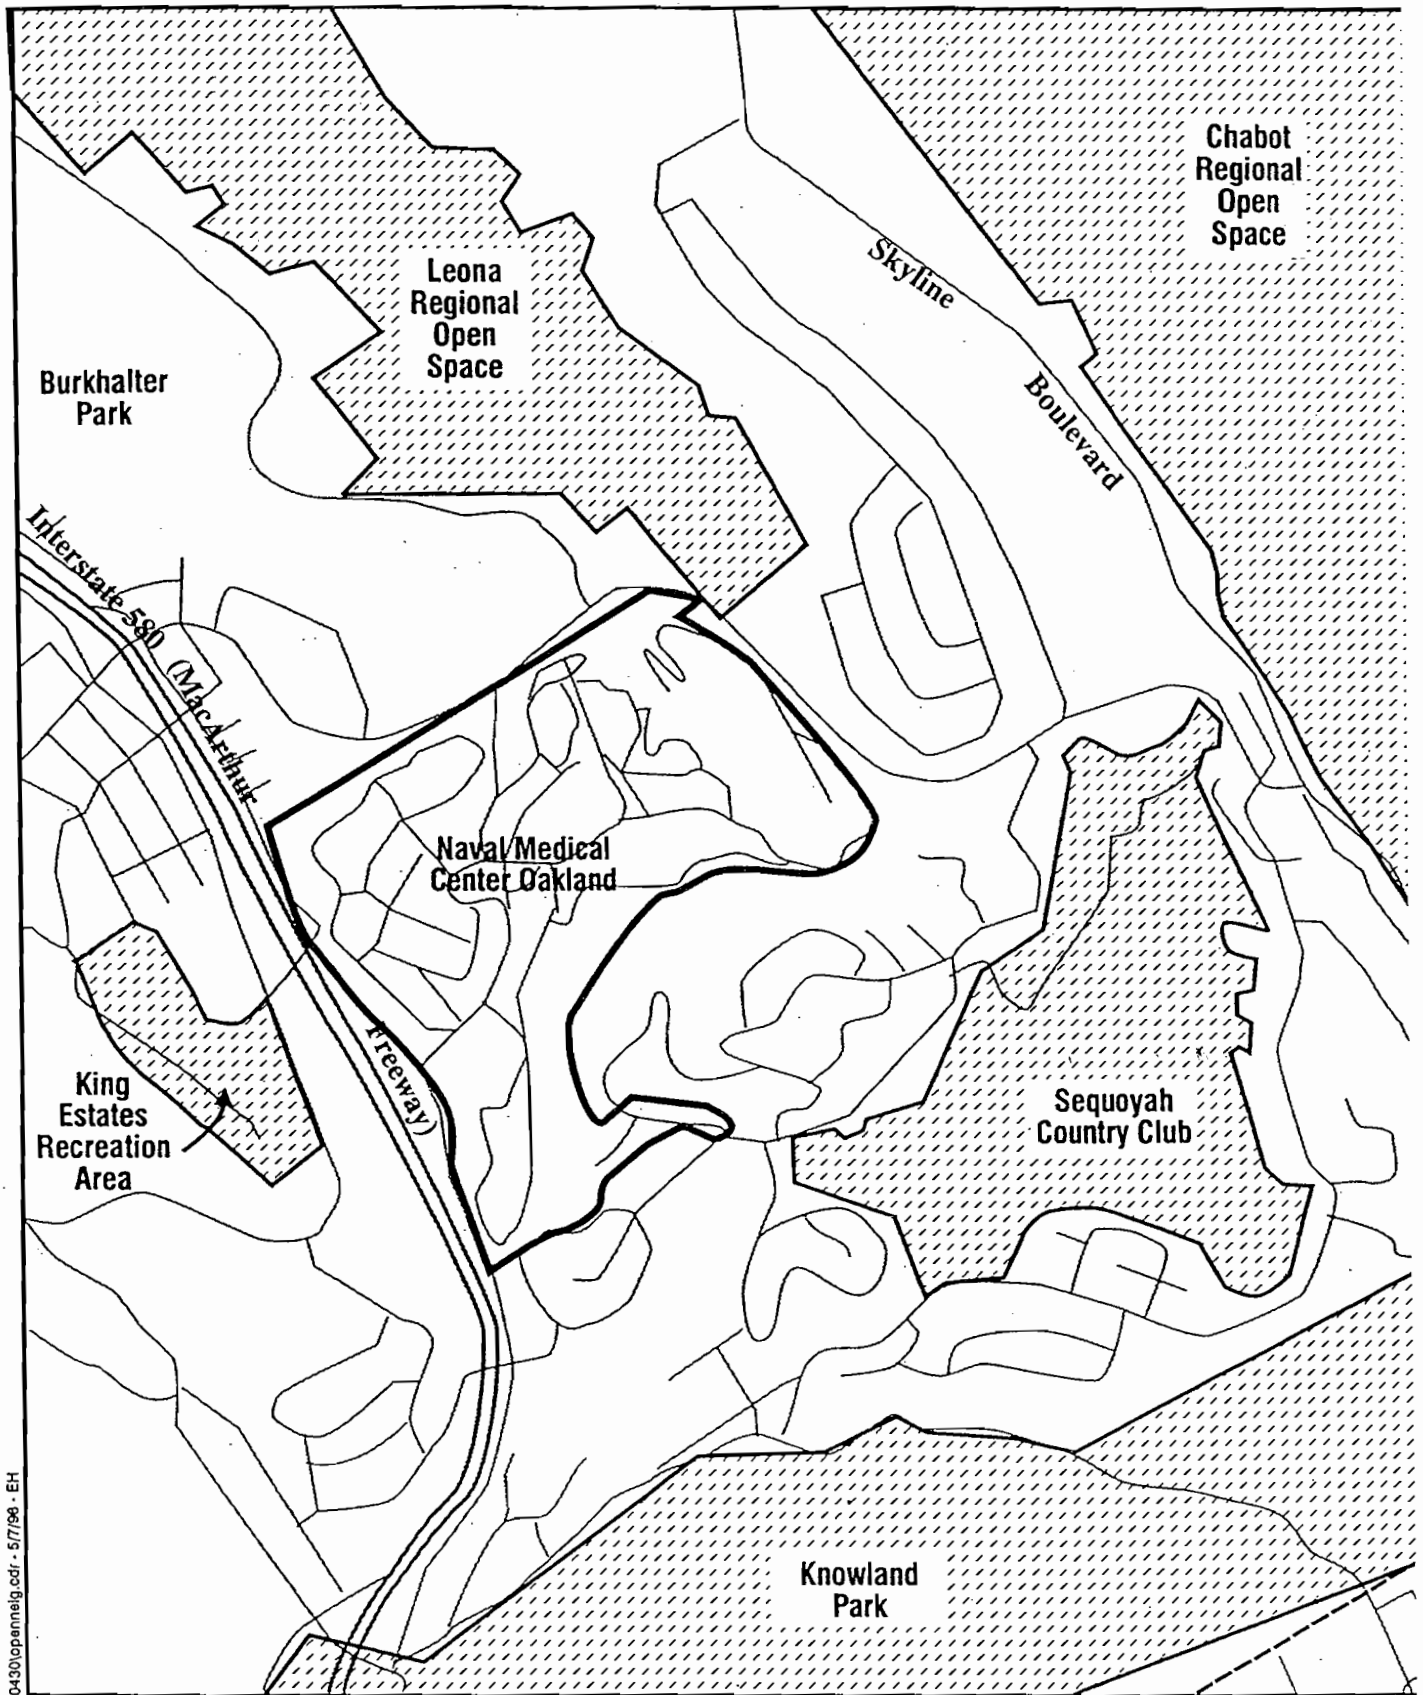 Chabot
Regional
Open
Space
Skyline
Boulevard
Leona
Regional
Open
Space
Burkhalter
Park
Interstate 580 (MacArthur
Freeway)
Naval Medical
Center Oakland
King
Estates
Recreation
Area
Sequoyah
Country Club
Knowland
Park
0430\openneig.cdr - 5/7/96 - EH